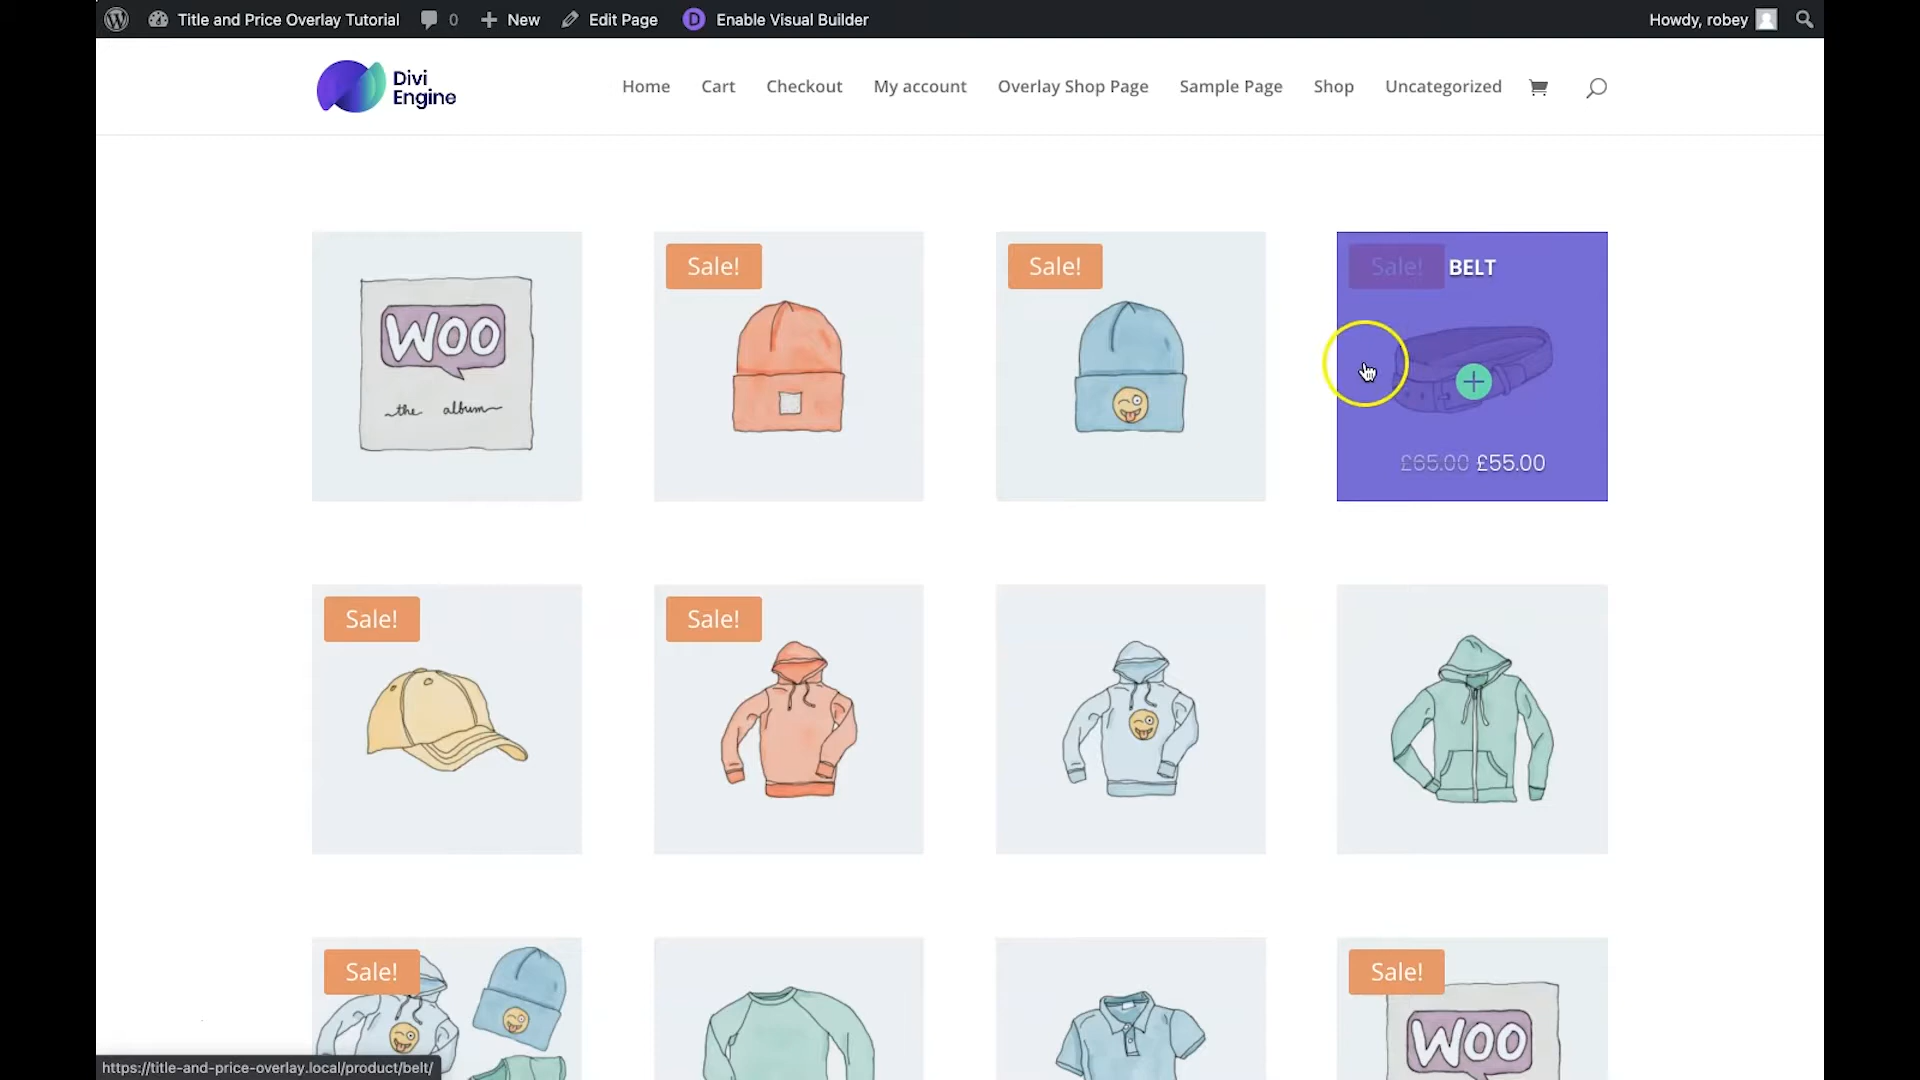 Title and Price Overlay Tutorial 0 New Edit Page D Enable Visual Builder Howdy, robey
Divi
Engine
Home Cart Checkout My account Overlay Shop Page Sample Page Shop Uncategorized
Sale! Sale! Sale! BELT
WOO
the album
£65.00 £55.00
Sale! Sale!
Sale! Sale!
WOO
https://title-and-price-overlay.local/product/belt/